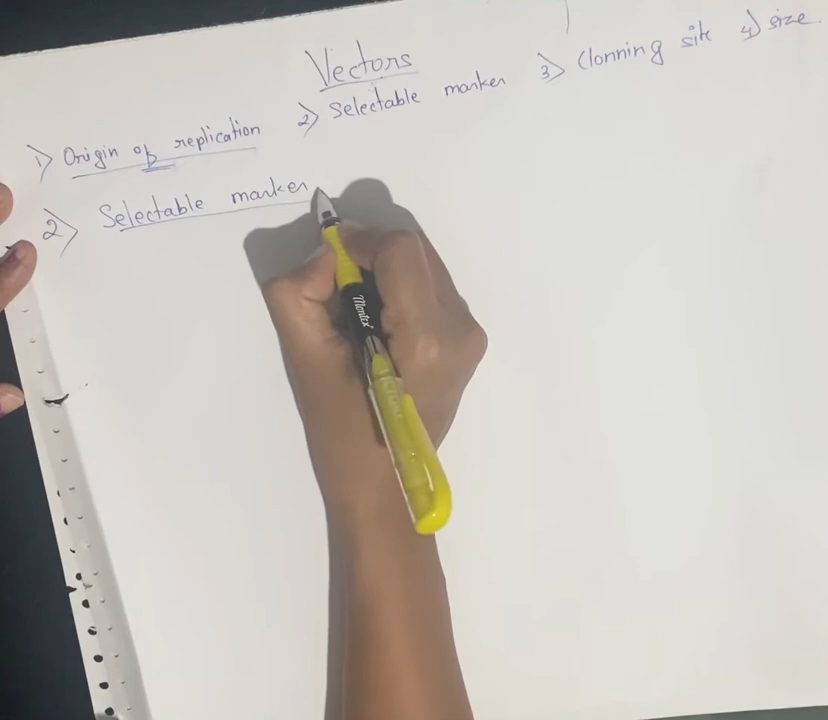 Vectors
1) Origin of replication 2) Selectable marker 3) Clonning site 4) size.
2) Selectable marker
Montex